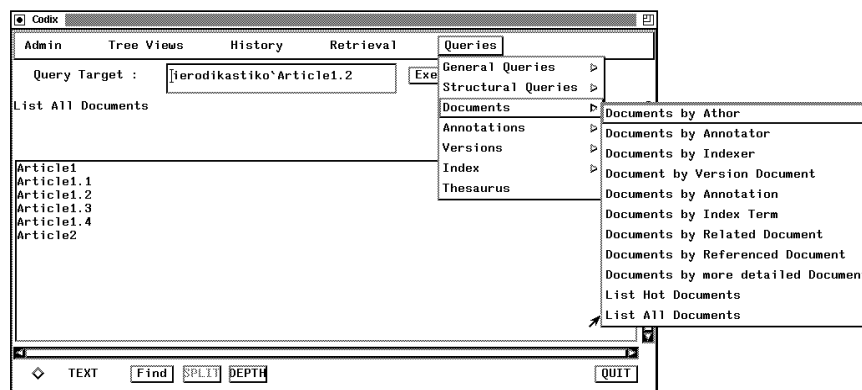 Codix
Admin Tree Views History Retrieval Queries
Query Target : ierodikastiko`Article1.2 Exe
List All Documents
Article1
Article1.1
Article1.2
Article1.3
Article1.4
Article2
General Queries
Structural Queries
Documents
Annotations
Versions
Index
Thesaurus
Documents by Athor
Documents by Annotator
Documents by Indexer
Document by Version Document
Documents by Annotation
Documents by Index Term
Documents by Related Document
Documents by Referenced Document
Documents by more detailed Documen
List Hot Documents
List All Documents
TEXT Find SPLIT DEPTH QUIT